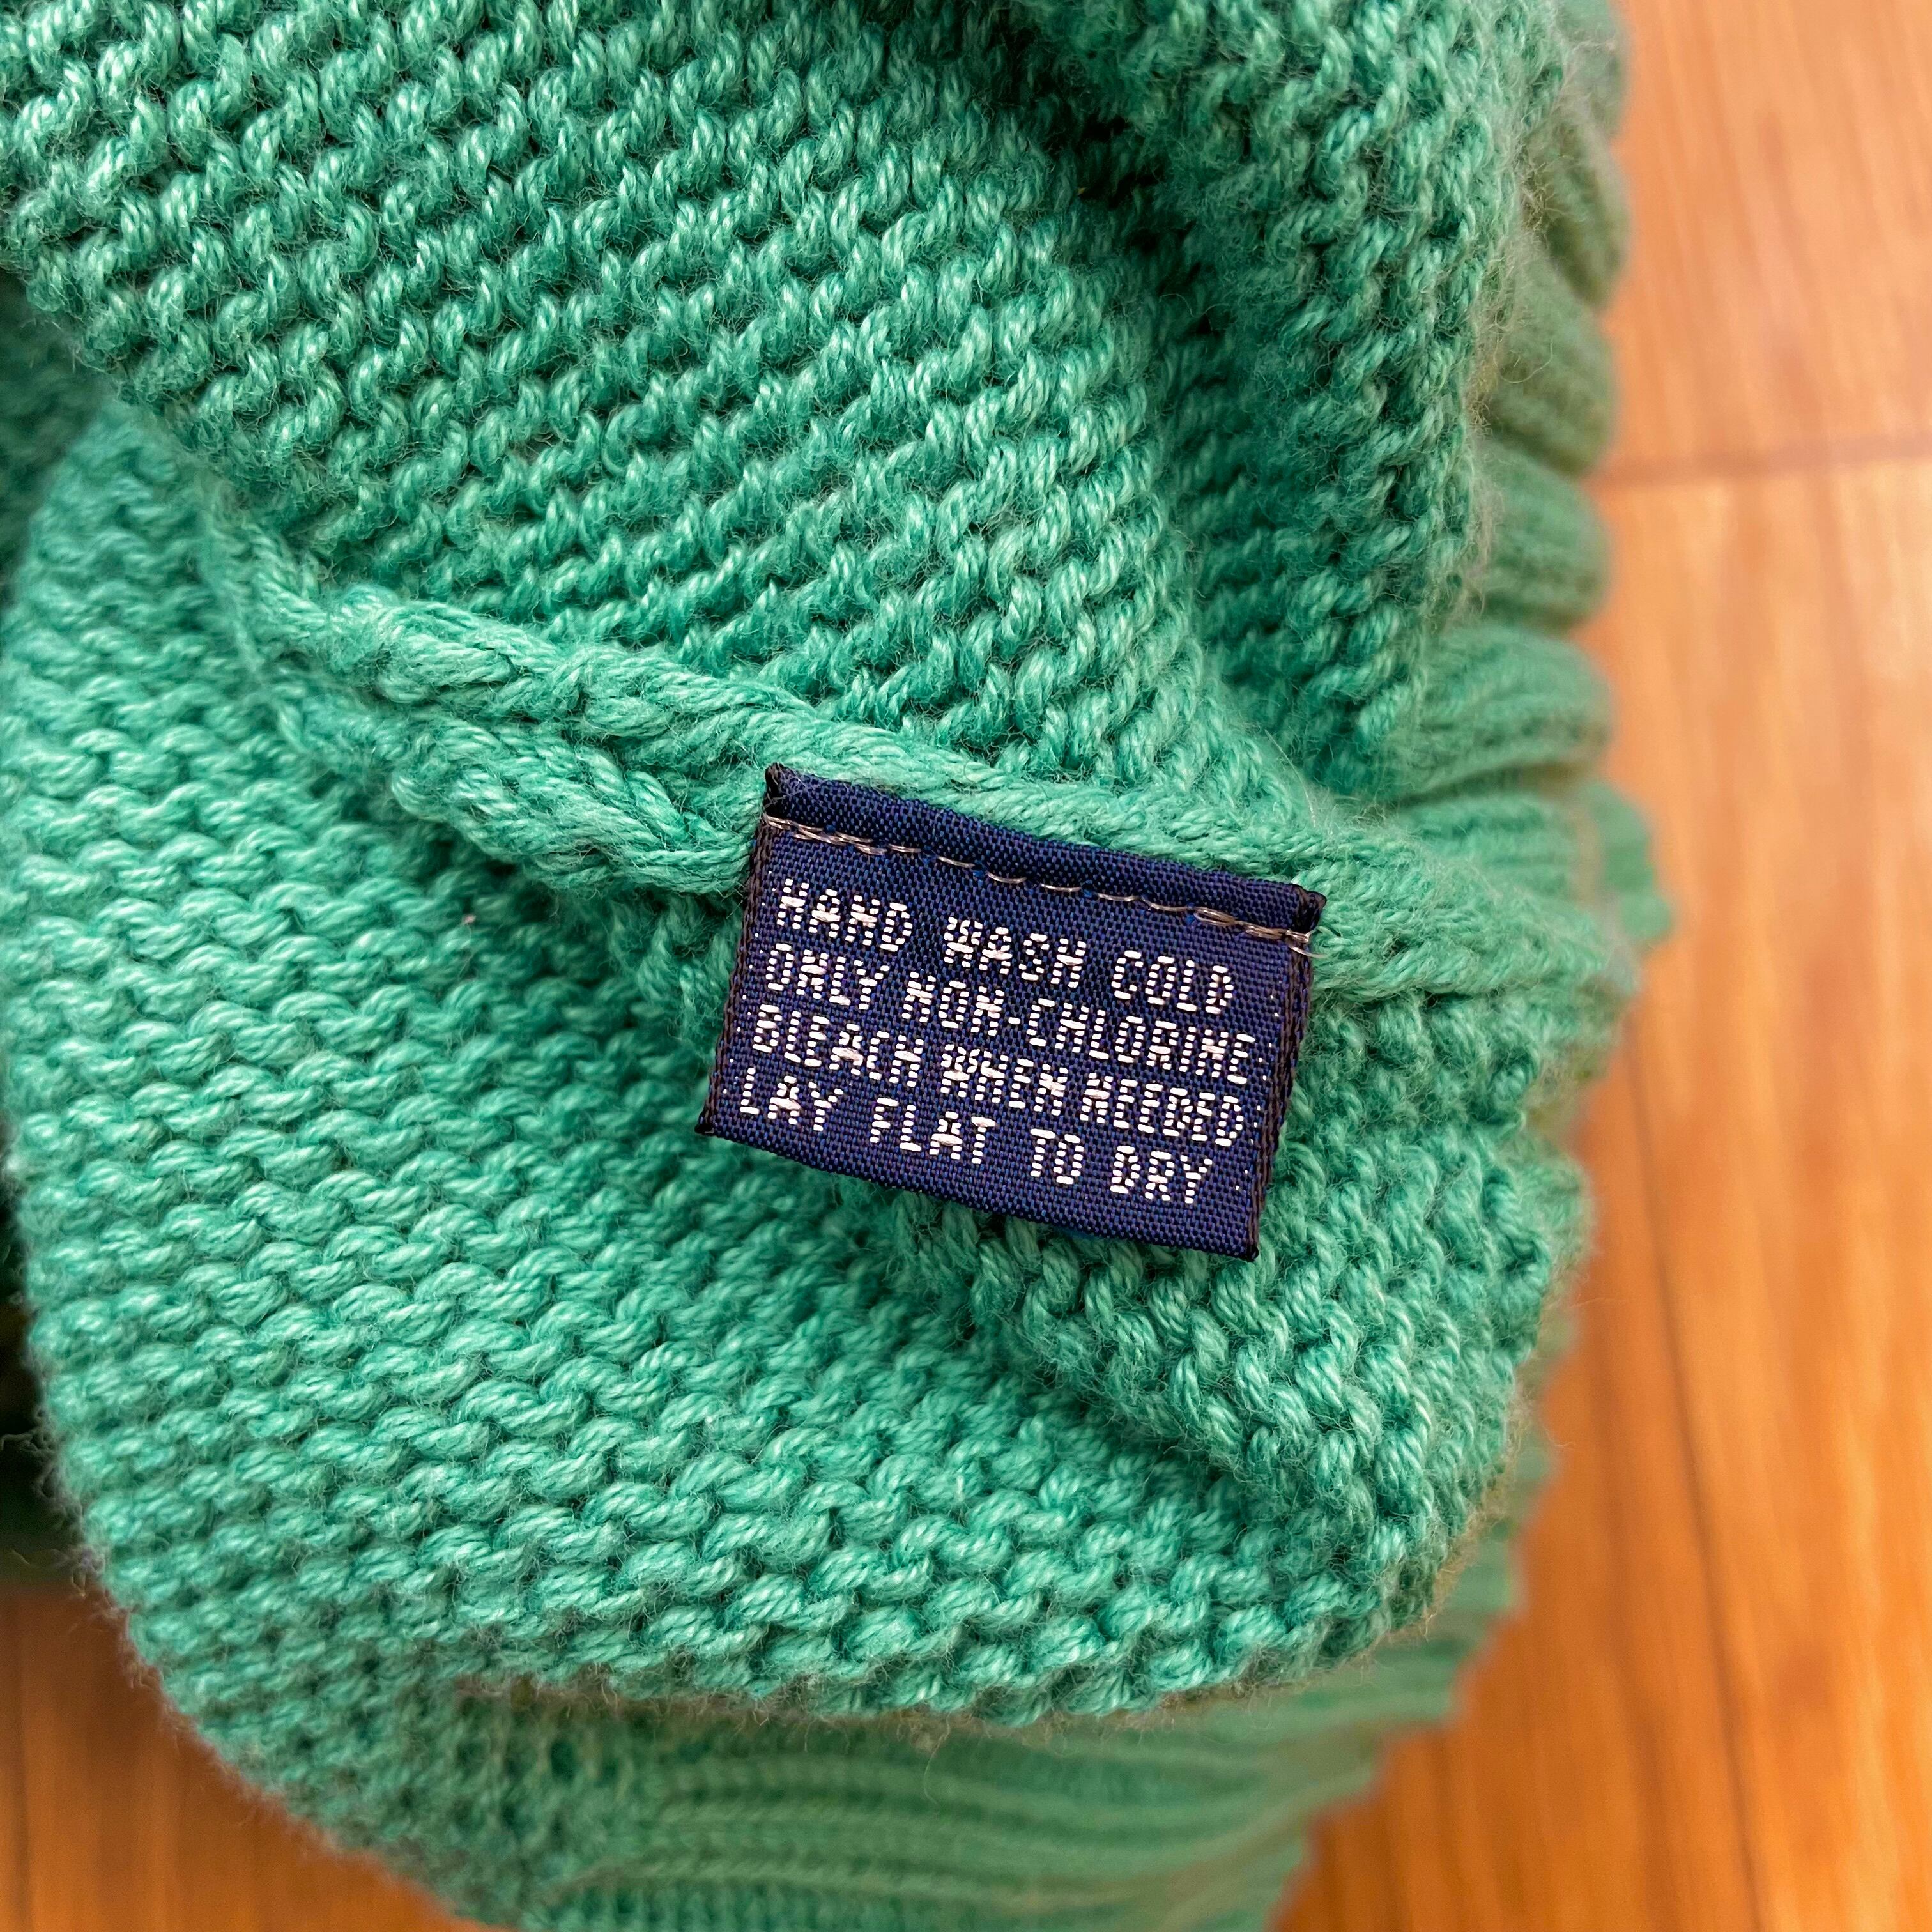 HAND WASH COLD
ONLY NON-CHLORINE
BLEACH WHEN NEEDED
LAY FLAT TO DRY